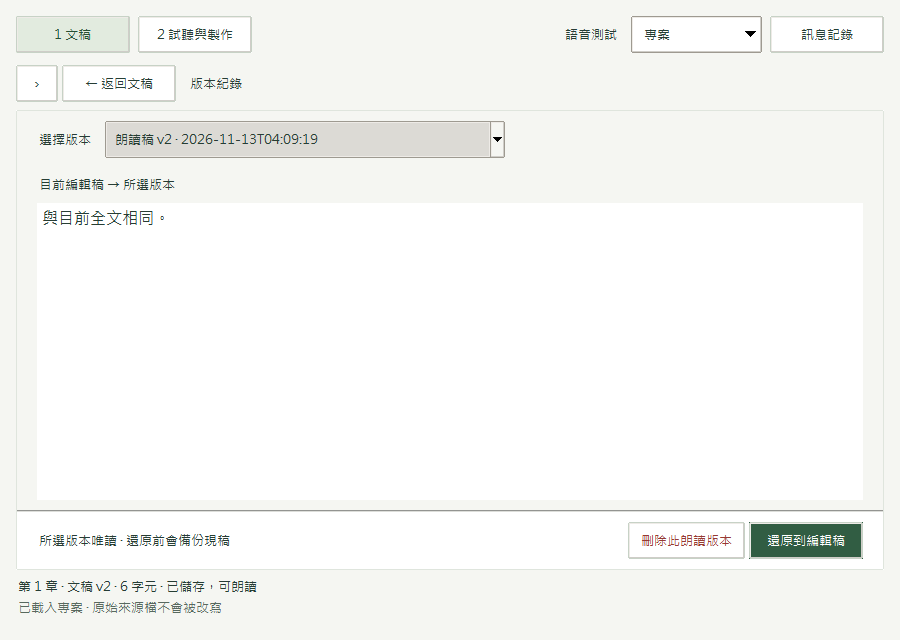 1 文稿
2 試聽與製作
語音測試
專案
訊息記錄
›
← 返回文稿
版本紀錄
選擇版本
朗讀稿 v2 · 2026-11-13T04:09:19
目前編輯稿 → 所選版本
與目前全文相同。
所選版本唯讀 · 還原前會備份現稿
刪除此朗讀版本
還原到編輯稿
第 1 章 · 文稿 v2 · 6 字元 · 已儲存，可朗讀
已載入專案 · 原始來源檔不會被改寫